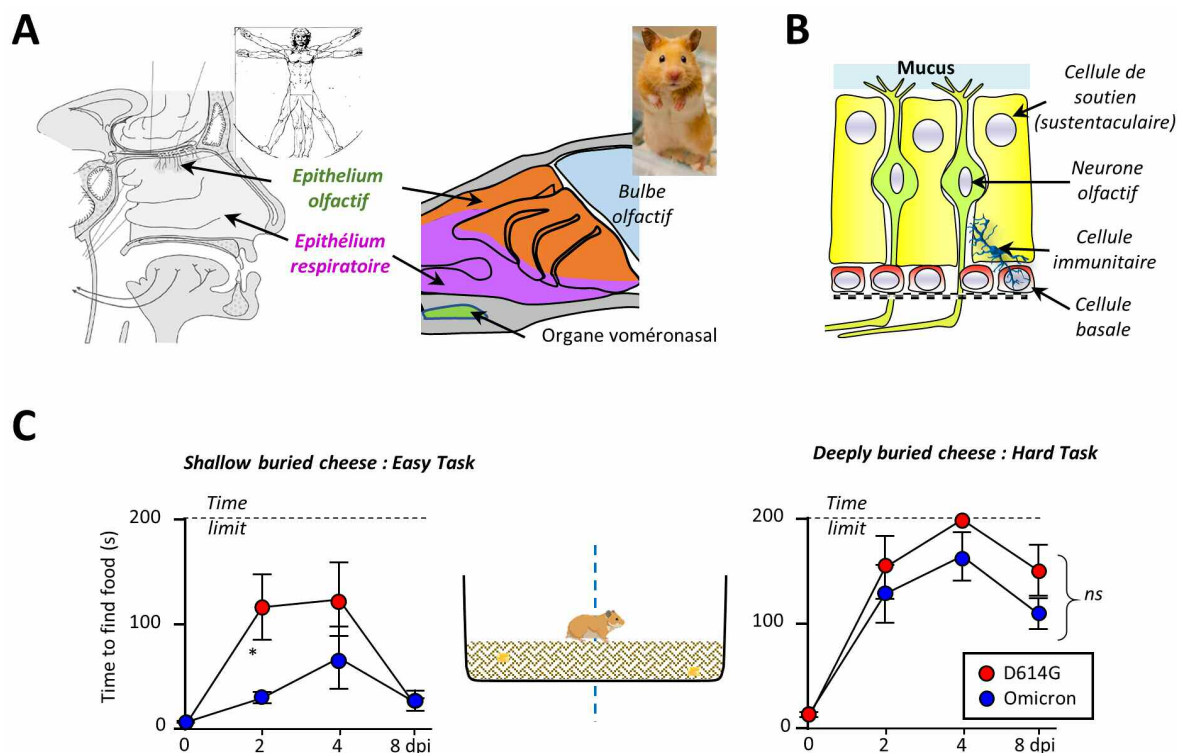 A
Epithelium
olfactif
Epithélium
respiratoire
Bulbe
olfactif
Organe voméronasal
B
Mucus
Cellule de
soutien
(sustentaculaire)
Neurone
olfactif
Cellule
immunitaire
Cellule
basale
C
Shallow buried cheese : Easy Task
Time
limit
Time to find food (s)
200
100
0
*
0
2
4
8 dpi
Deeply buried cheese : Hard Task
Time
limit
200
100
0
ns
D614G
Omicron
0
2
4
8 dpi